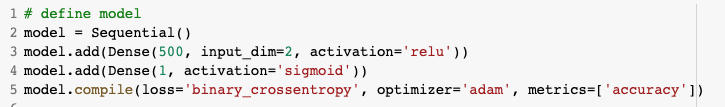 1 # define model
2 model = Sequential()
3 model.add(Dense(500, input_dim=2, activation='relu'))
4 model.add(Dense(1, activation='sigmoid'))
5 model.compile(loss='binary_crossentropy', optimizer='adam', metrics=['accuracy'])